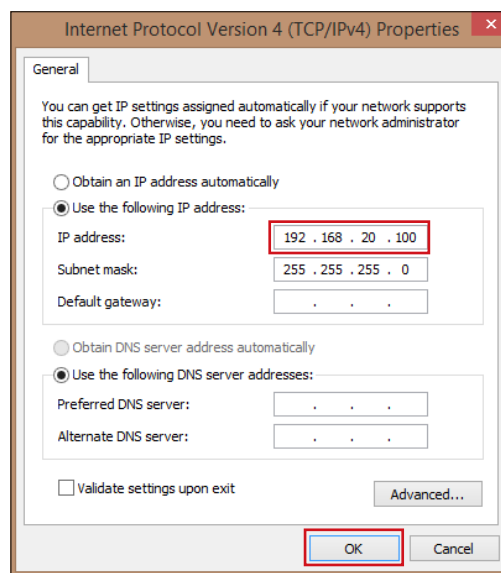 Internet Protocol Version 4 (TCP/IPv4) Properties
General
You can get IP settings assigned automatically if your network supports
this capability. Otherwise, you need to ask your network administrator
for the appropriate IP settings.
Obtain an IP address automatically
Use the following IP address:
IP address: 192 . 168 . 20 . 100
Subnet mask: 255 . 255 . 255 . 0
Default gateway: . . .
Obtain DNS server address automatically
Use the following DNS server addresses:
Preferred DNS server: . . .
Alternate DNS server: . . .
Validate settings upon exit
Advanced...
OK Cancel